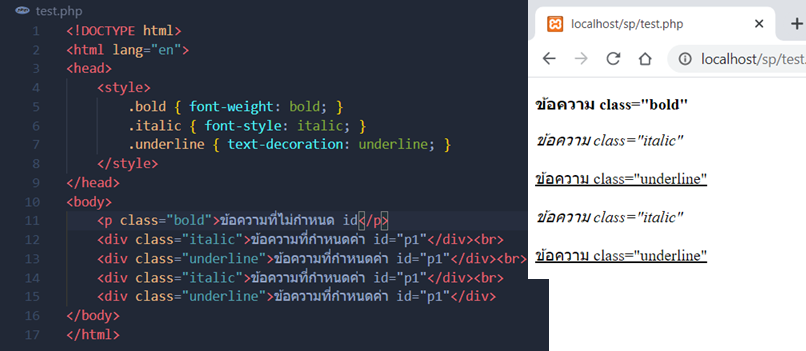 test.php
1 <!DOCTYPE html>
2 <html lang="en">
3 <head>
4 <style>
5 .bold { font-weight: bold; }
6 .italic { font-style: italic; }
7 .underline { text-decoration: underline; }
8 </style>
9 </head>
10 <body>
11 <p class="bold">ข้อความที่ไม่กำหนด id</p>
12 <div class="italic">ข้อความที่กำหนดค่า id="p1"</div><br>
13 <div class="underline">ข้อความที่กำหนดค่า id="p1"</div><br>
14 <div class="italic">ข้อความที่กำหนดค่า id="p1"</div><br>
15 <div class="underline">ข้อความที่กำหนดค่า id="p1"</div>
16 </body>
17 </html>
localhost/sp/test.php
localhost/sp/test.
ข้อความ class="bold"
ข้อความ class="italic"
ข้อความ class="underline"
ข้อความ class="italic"
ข้อความ class="underline"